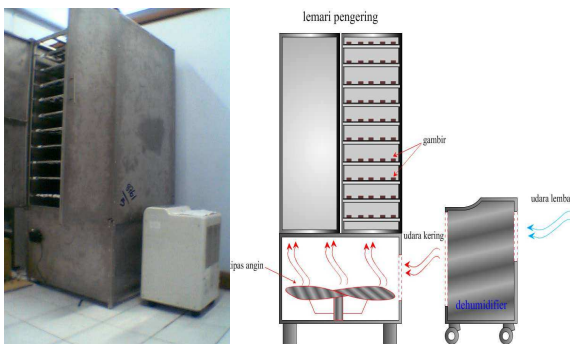 lemari pengering
gambir
udara lemba
udara kering
ipas angin
dehumidifier